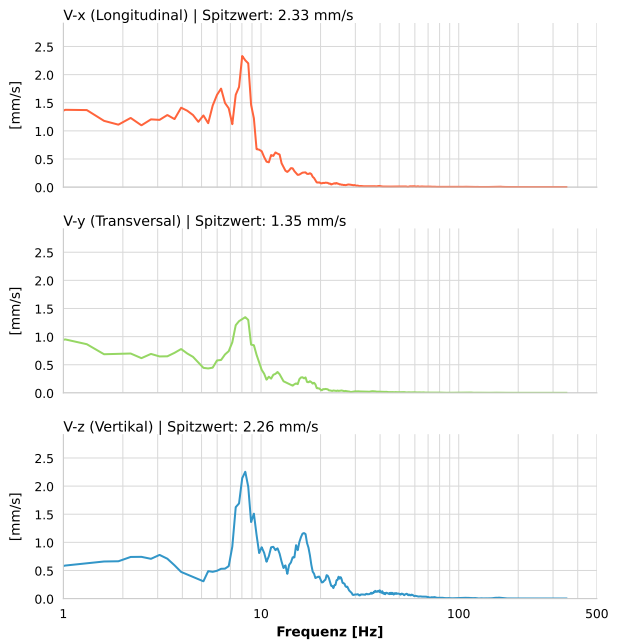 V-x (Longitudinal) | Spitzwert: 2.33 mm/s
2.5
2.0
1.5
1.0
0.5
0.0
[mm/s]
V-y (Transversal) | Spitzwert: 1.35 mm/s
2.5
2.0
1.5
1.0
0.5
0.0
[mm/s]
V-z (Vertikal) | Spitzwert: 2.26 mm/s
2.5
2.0
1.5
1.0
0.5
0.0
[mm/s]
1 10 100 500
Frequenz [Hz]